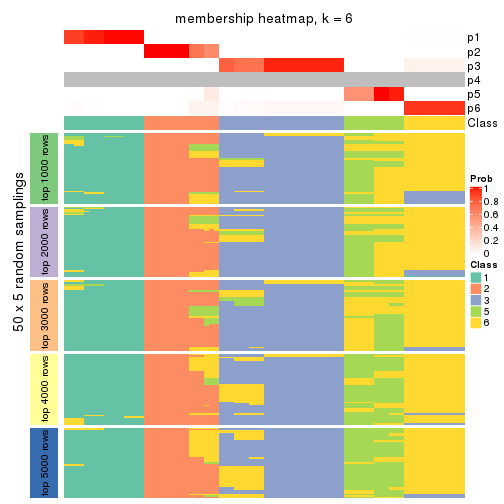 membership heatmap, k = 6
p1
p2
p3
p4
p5
p6
Class
50 x 5 random samplings
top 1000 rows
top 2000 rows
top 3000 rows
top 4000 rows
top 5000 rows
Prob
1
0.8
0.6
0.4
0.2
0
Class
1
2
3
5
6